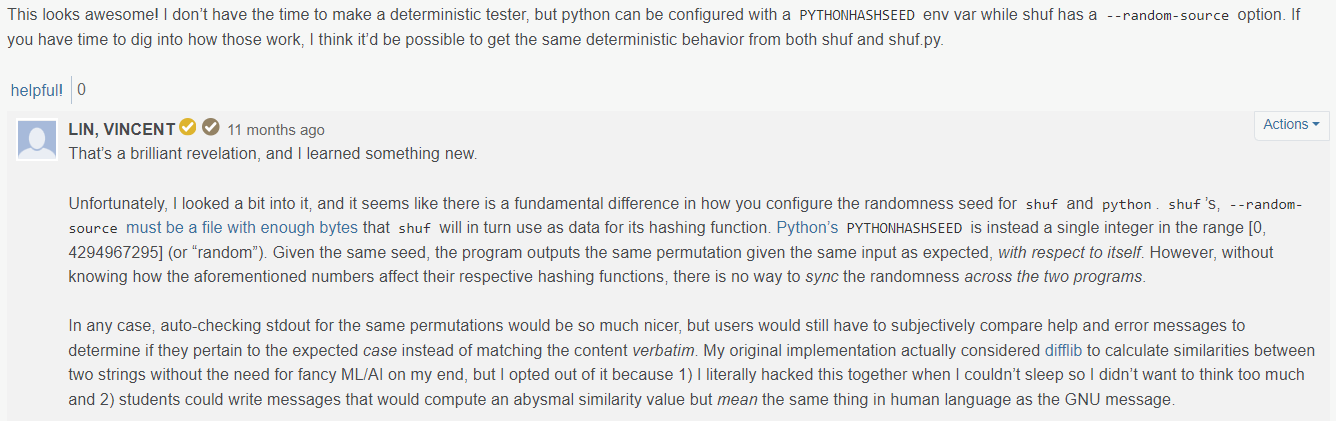 This looks awesome! I don’t have the time to make a deterministic tester, but python can be configured with a PYTHONHASHSEED env var while shuf has a --random-source option. If
you have time to dig into how those work, I think it’d be possible to get the same deterministic behavior from both shuf and shuf.py.
helpful! 0
LIN, VINCENT 11 months ago
Actions
That’s a brilliant revelation, and I learned something new.
Unfortunately, I looked a bit into it, and it seems like there is a fundamental difference in how you configure the randomness seed for shuf and python. shuf’s, --random-
source must be a file with enough bytes that shuf will in turn use as data for its hashing function. Python’s PYTHONHASHSEED is instead a single integer in the range [0,
4294967295] (or “random”). Given the same seed, the program outputs the same permutation given the same input as expected, with respect to itself. However, without
knowing how the aforementioned numbers affect their respective hashing functions, there is no way to sync the randomness across the two programs.
In any case, auto-checking stdout for the same permutations would be so much nicer, but users would still have to subjectively compare help and error messages to
determine if they pertain to the expected case instead of matching the content verbatim. My original implementation actually considered difflib to calculate similarities between
two strings without the need for fancy ML/AI on my end, but I opted out of it because 1) I literally hacked this together when I couldn’t sleep so I didn’t want to think too much
and 2) students could write messages that would compute an abysmal similarity value but mean the same thing in human language as the GNU message.